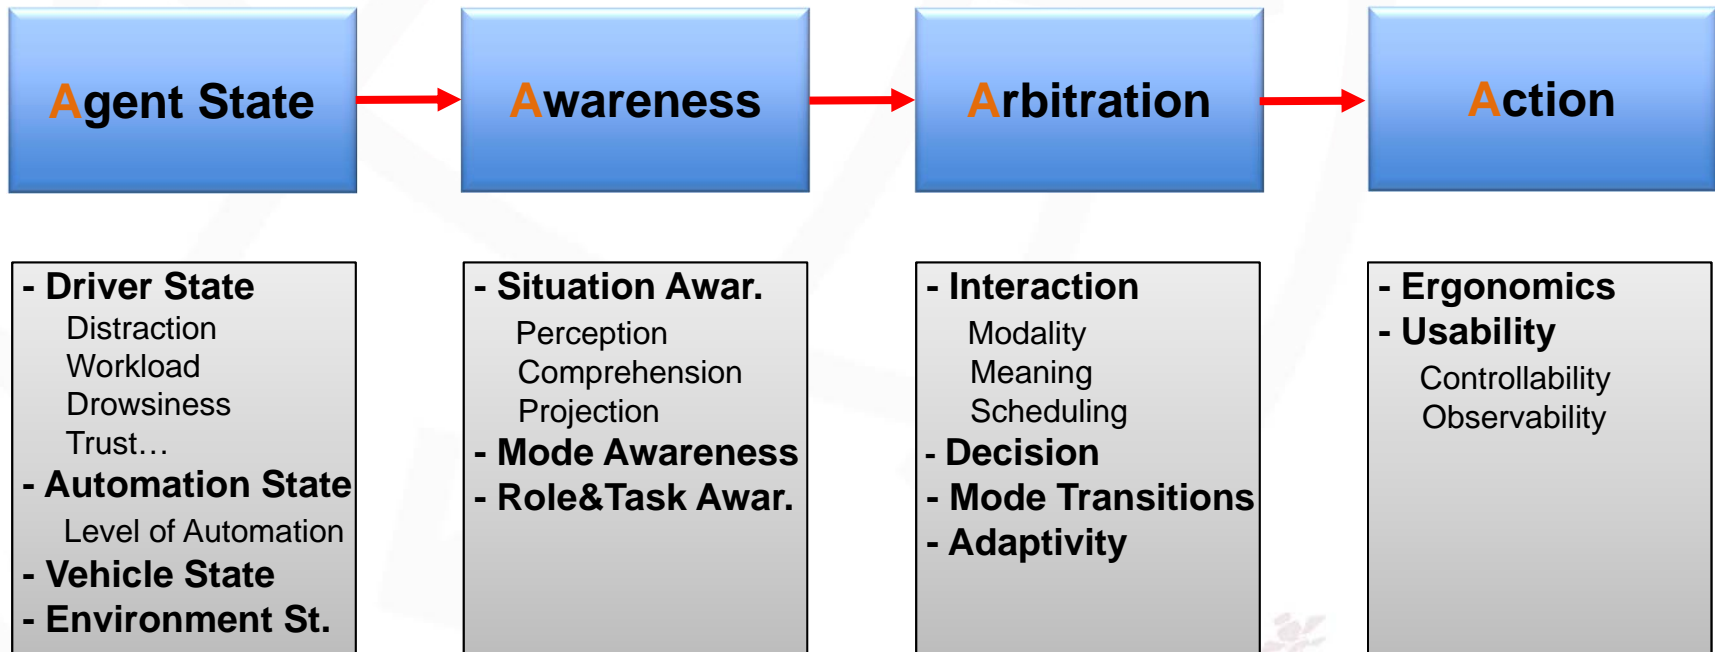 Agent State
Awareness
Arbitration
Action
- Driver State
Distraction
Workload
Drowsiness
Trust…
- Automation State
Level of Automation
- Vehicle State
- Environment St.
- Situation Awar.
Perception
Comprehension
Projection
- Mode Awareness
- Role&Task Awar.
- Interaction
Modality
Meaning
Scheduling
- Decision
- Mode Transitions
- Adaptivity
- Ergonomics
- Usability
Controllability
Observability